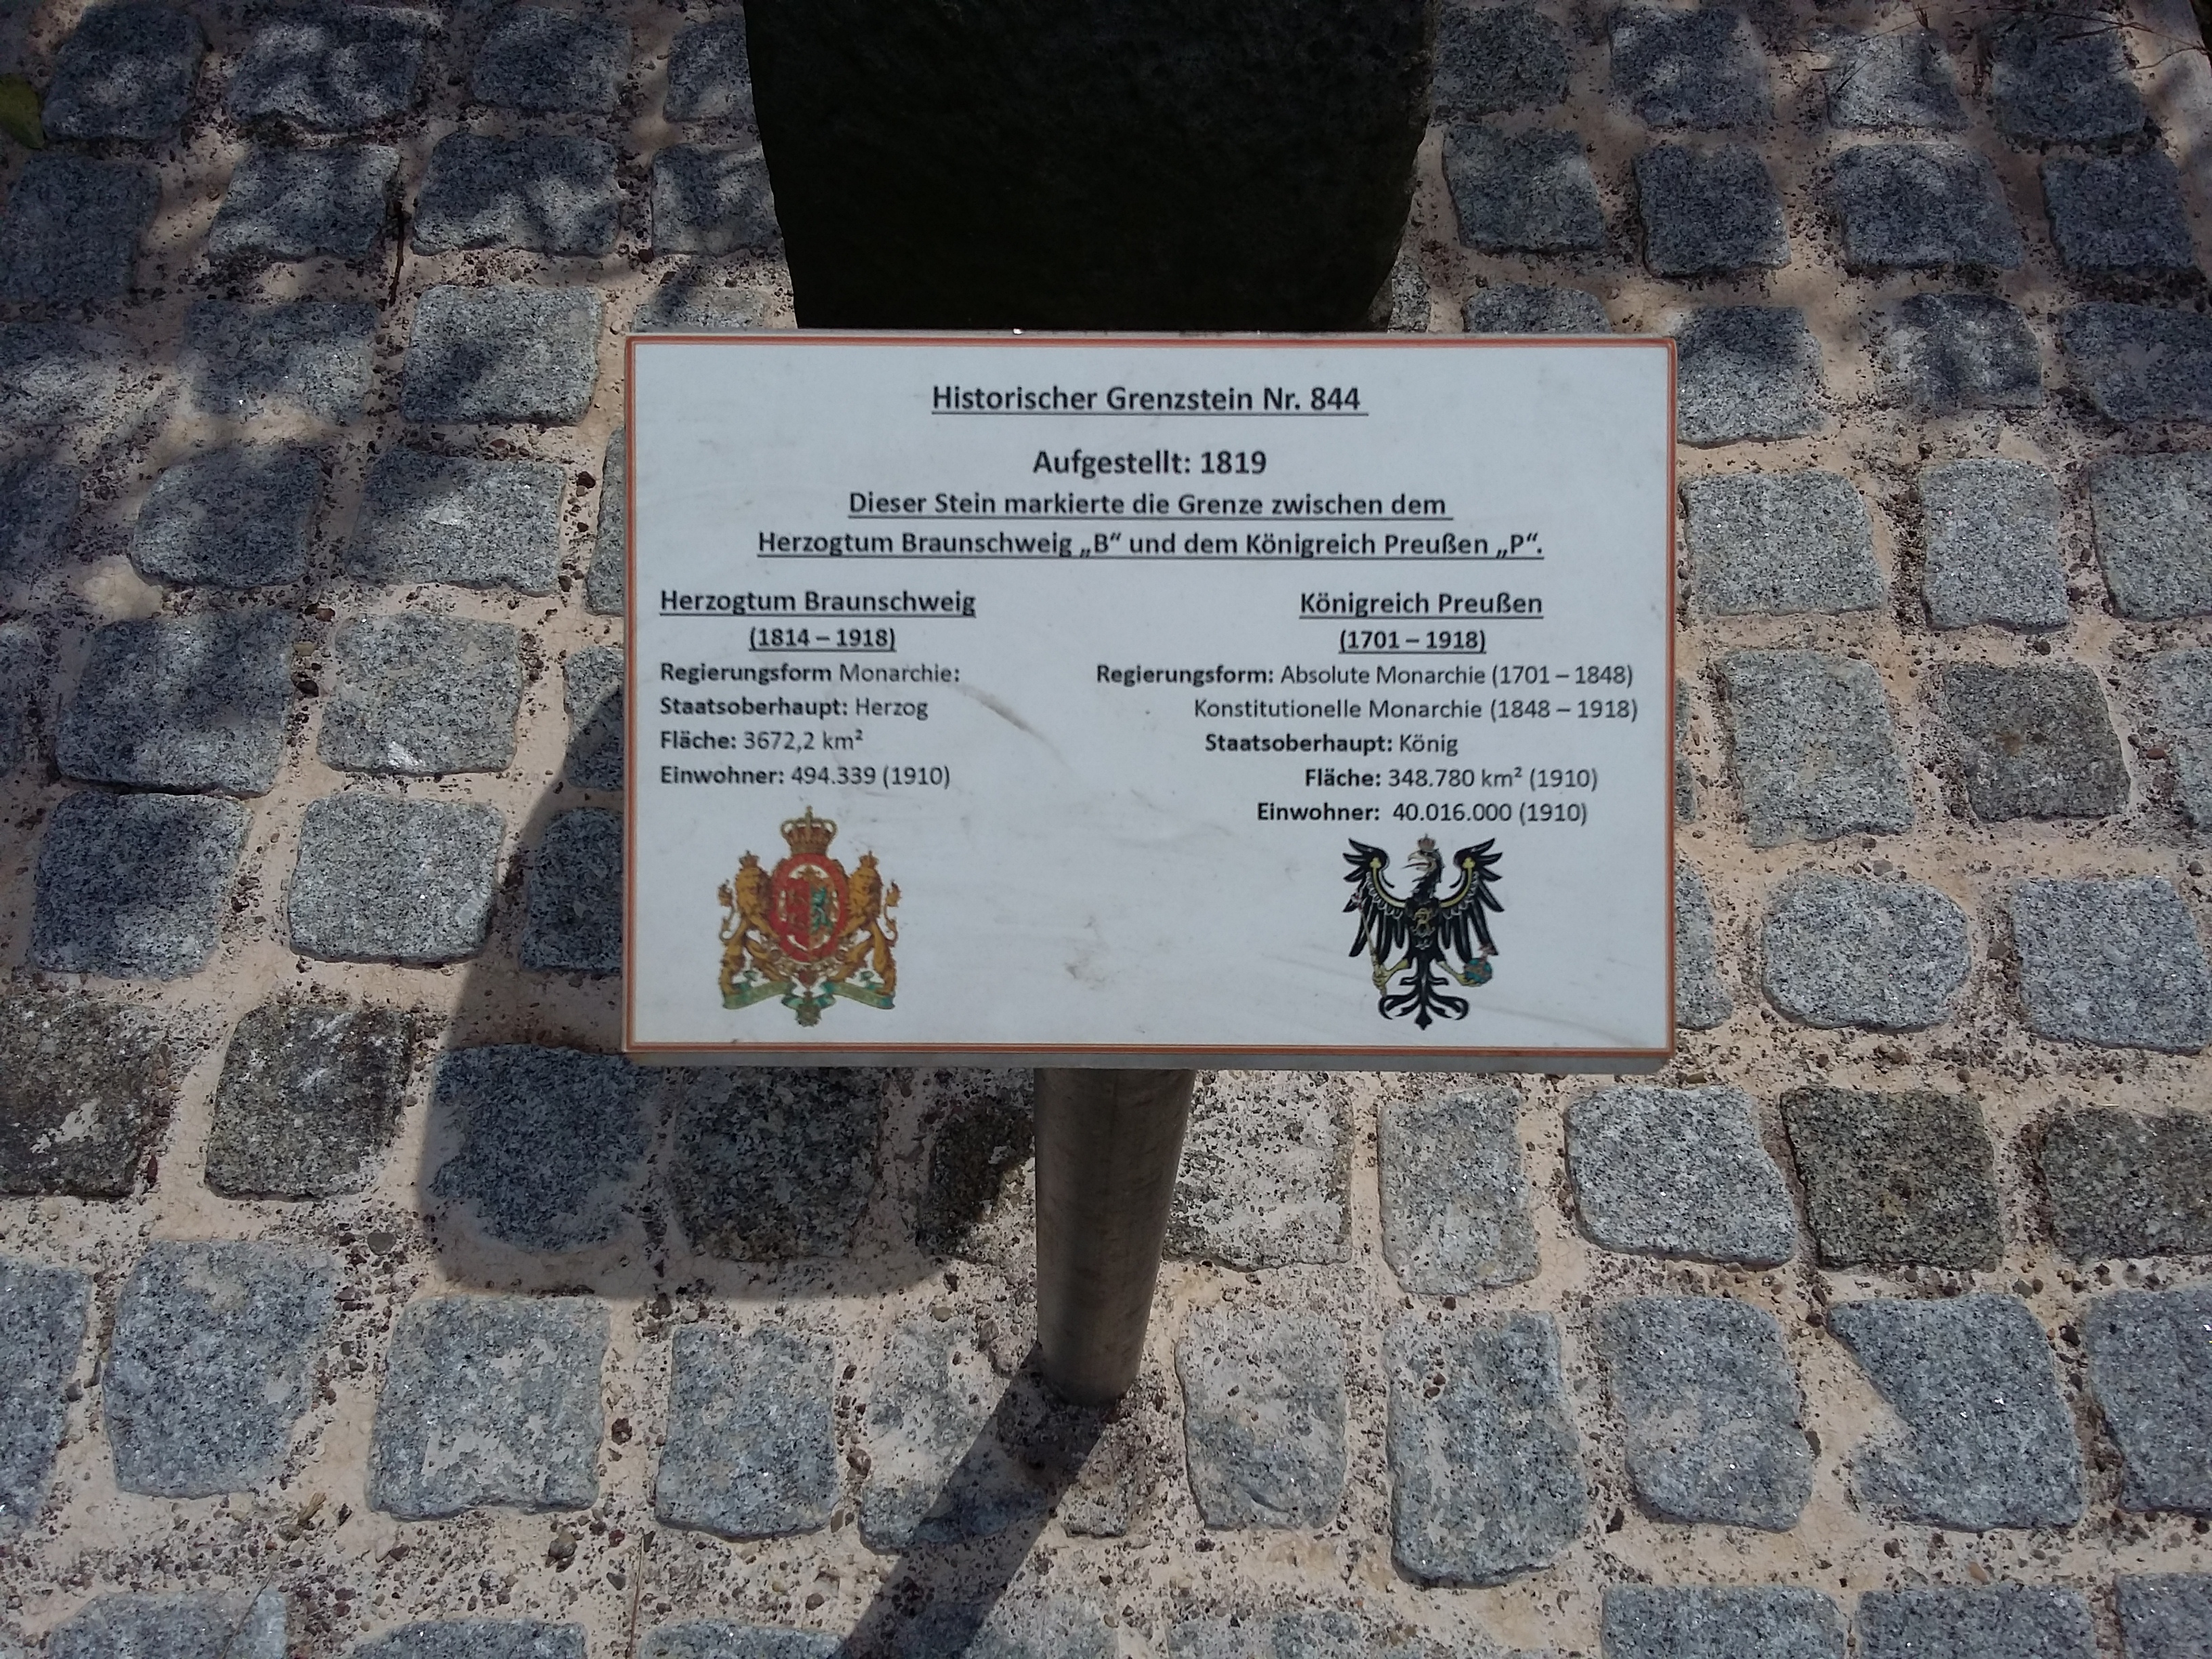 Historischer Grenzstein Nr. 844
Aufgestellt: 1819
Dieser Stein markierte die Grenze zwischen dem
Herzogtum Braunschweig „B“ und dem Königreich Preußen „P“.
Herzogtum Braunschweig
(1814 – 1918)
Regierungsform Monarchie:
Staatsoberhaupt: Herzog
Fläche: 3672,2 km²
Einwohner: 494.339 (1910)
Königreich Preußen
(1701 – 1918)
Regierungsform: Absolute Monarchie (1701 – 1848)
Konstitutionelle Monarchie (1848 – 1918)
Staatsoberhaupt: König
Fläche: 348.780 km² (1910)
Einwohner: 40.016.000 (1910)